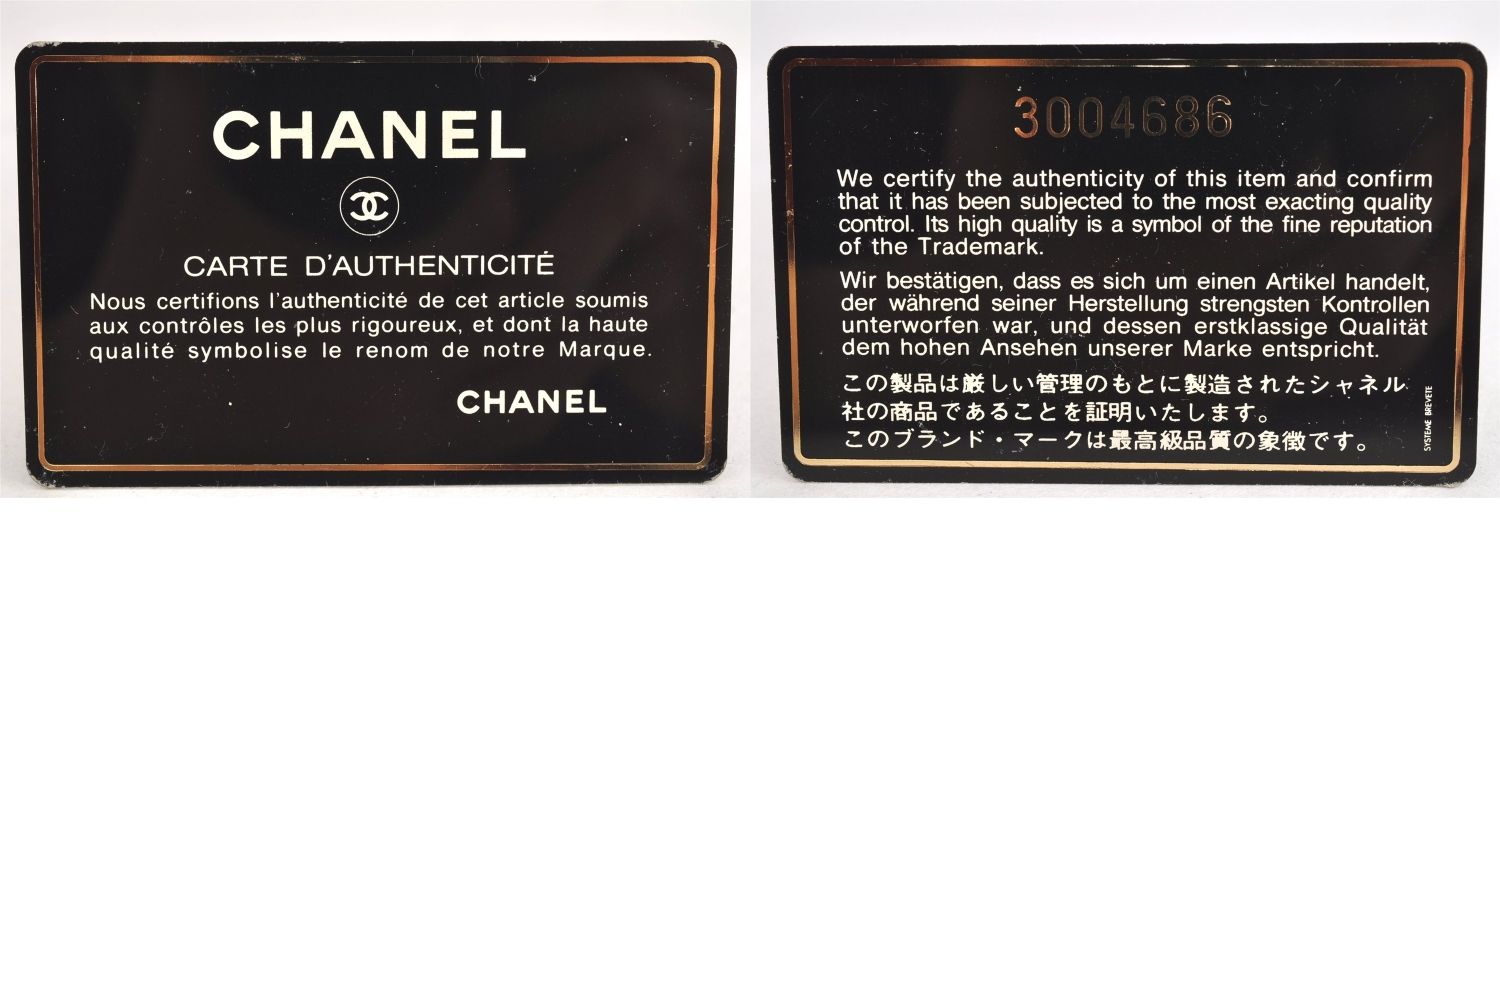 CHANEL
CARTE D'AUTHENTICITÉ
Nous certifions l'authenticité de cet article soumis
aux contrôles les plus rigoureux, et dont la haute
qualité symbolise le renom de notre Marque.
CHANEL
3004686
We certify the authenticity of this item and confirm
that it has been subjected to the most exacting quality
control. Its high quality is a symbol of the fine reputation
of the Trademark.
Wir bestätigen, dass es sich um einen Artikel handelt,
der während seiner Herstellung strengsten Kontrollen
unterworfen war, und dessen erstklassige Qualität
dem hohen Ansehen unserer Marke entspricht.
この製品は厳しい管理のもとに製造されたシャネル
社の商品であることを証明いたします。
このブランド・マークは最高級品質の象徴です。
SYSTEME BREVETE